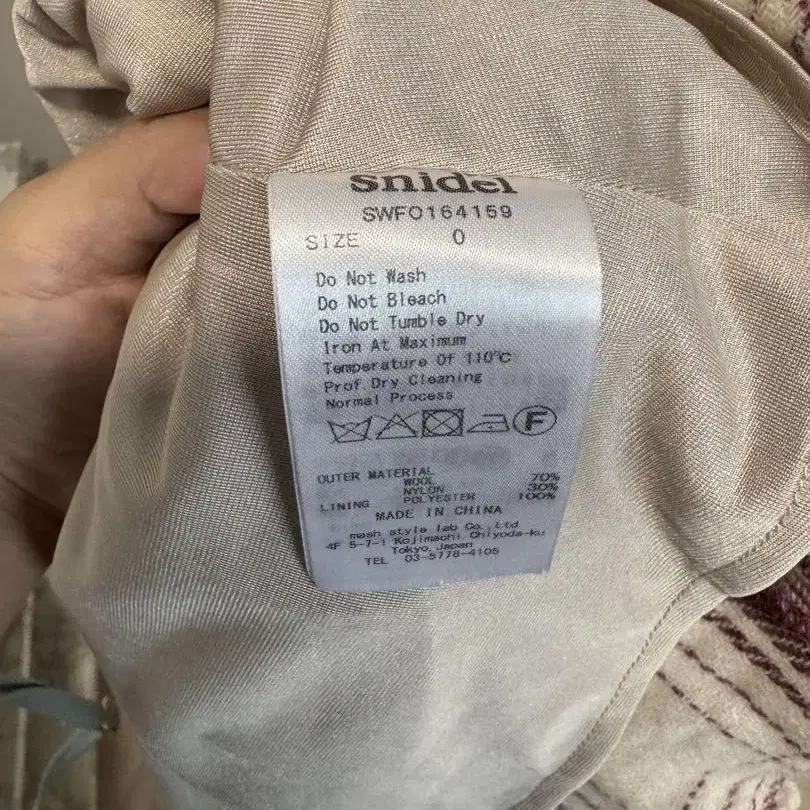 snidel
SWFO164159
SIZE 0
Do Not Wash
Do Not Bleach
Do Not Tumble Dry
Iron At Maximum
Temperature Of 110℃
Prof.Dry Cleaning
Normal Process
F
OUTER MATERIAL
WOOL 70%
NYLON 30%
LINING POLYESTER 100%
MADE IN CHINA
mash style lab Co.,Ltd
4F 5-7-1 Kojimachi Chiyoda-ku
Tokyo,Japan
TEL 03-5778-4105